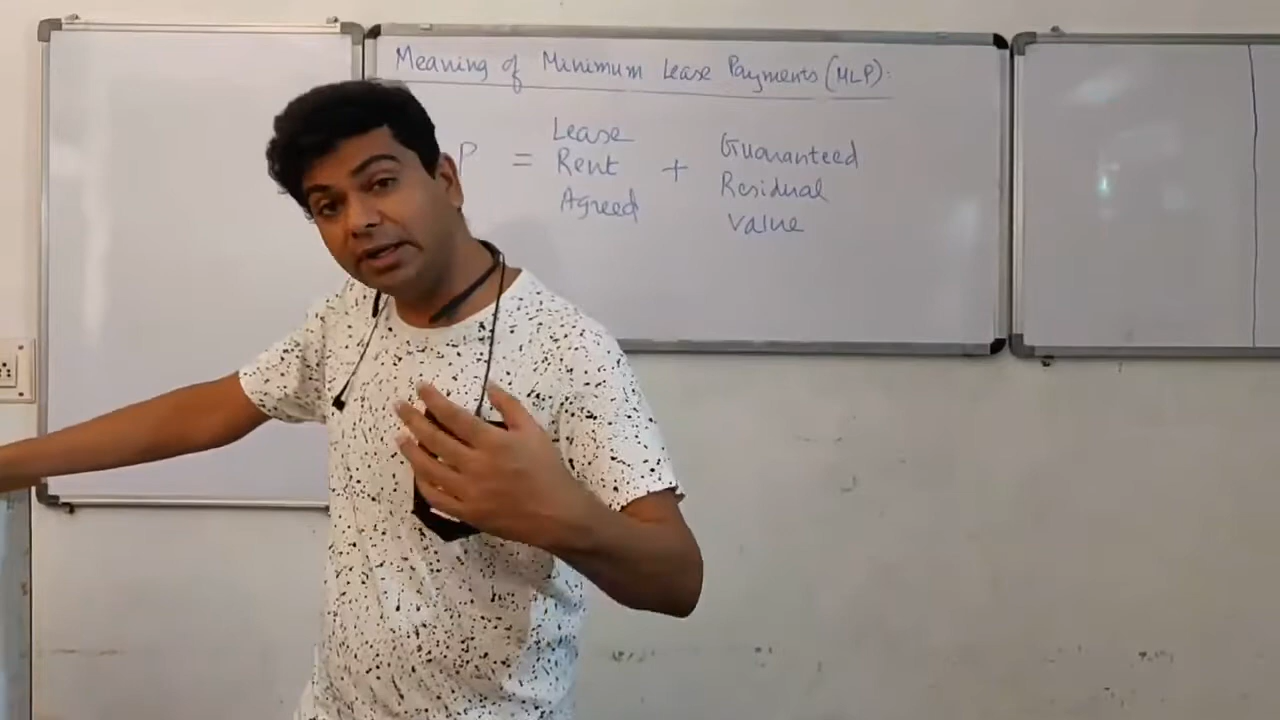 Meaning of Minimum Lease Payments (MLP):
P = Lease Rent Agreed + Guaranteed Residual value